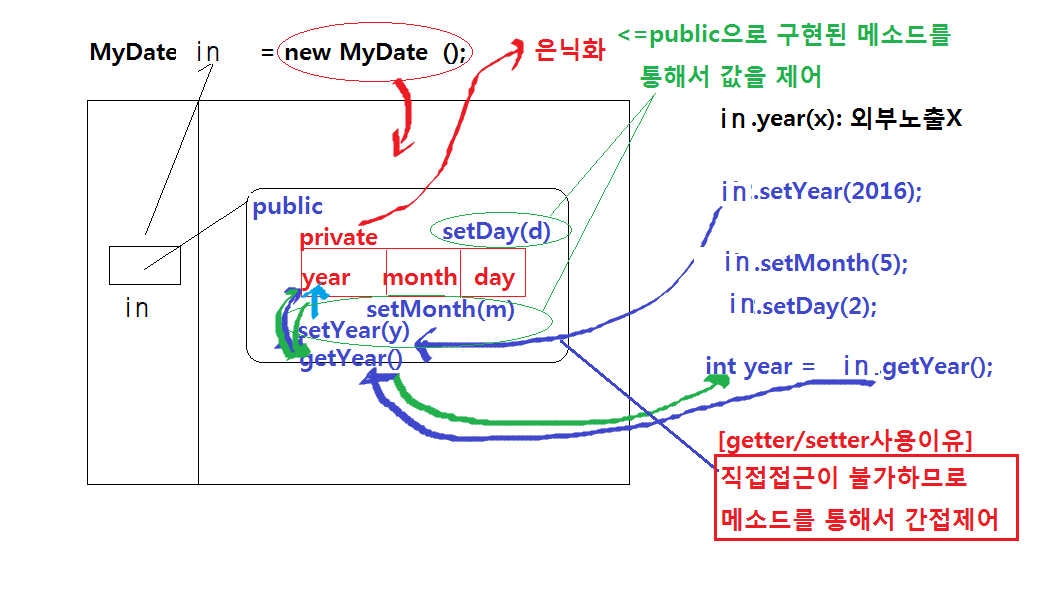 MyDate in = new MyDate ();
은닉화
<=public으로 구현된 메소드를
통해서 값을 제어
in.year(x): 외부노출X
public
private
setDay(d)
year month day
setMonth(m)
setYear(y)
getYear()
in
in.setYear(2016);
in.setMonth(5);
in.setDay(2);
int year = in.getYear();
[getter/setter사용이유]
직접접근이 불가하므로
메소드를 통해서 간접제어